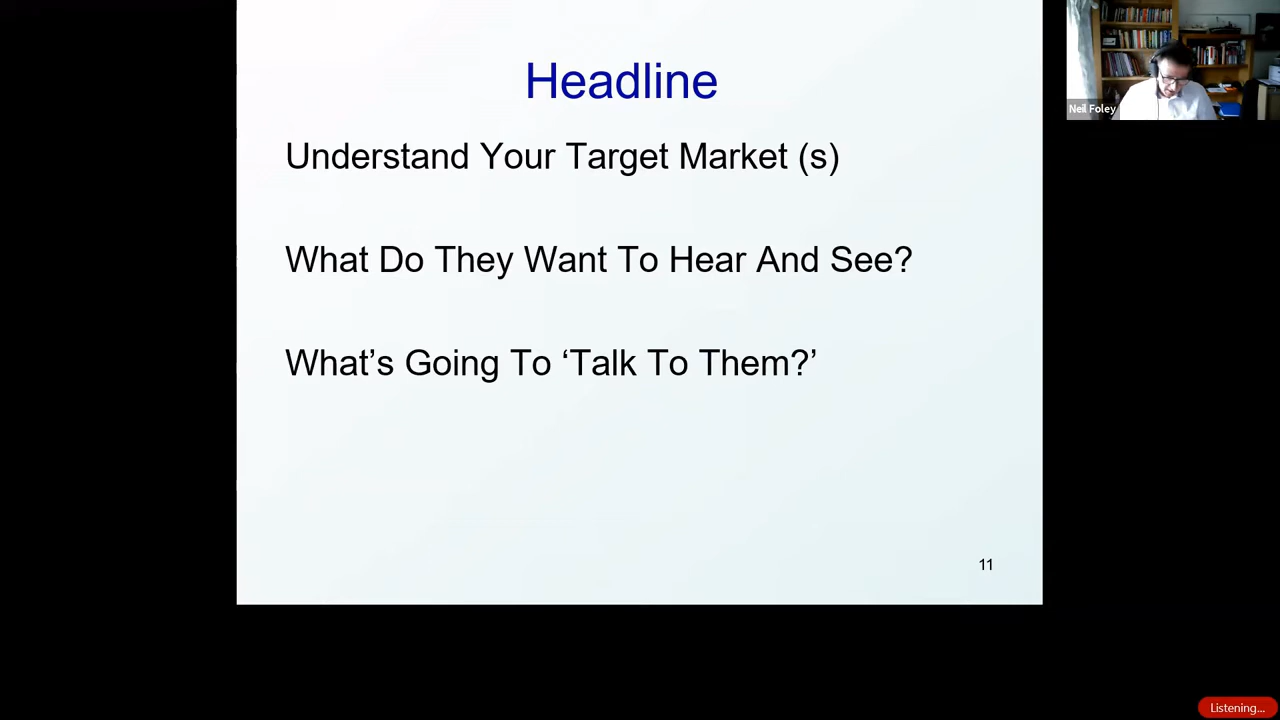 Headline
Neil Foley
Understand Your Target Market (s)
What Do They Want To Hear And See?
What’s Going To ‘Talk To Them?’
11
Listening...